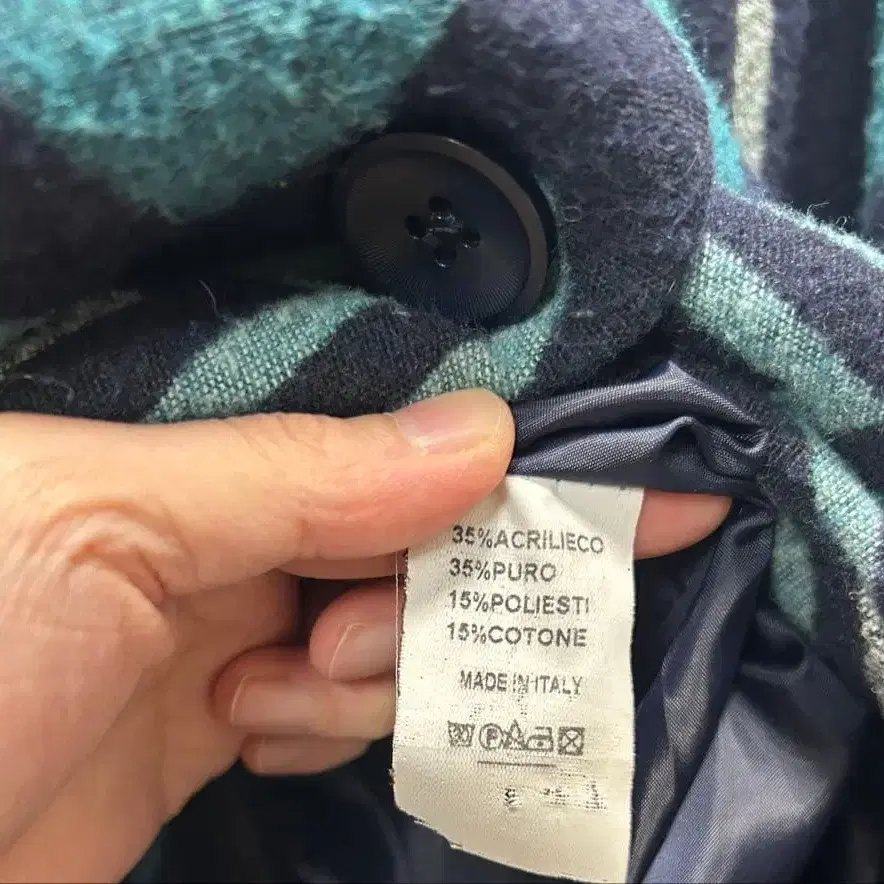 35%ACRILIECO
35%PURO
15%POLIESTI
15%COTONE
MADE IN ITALY